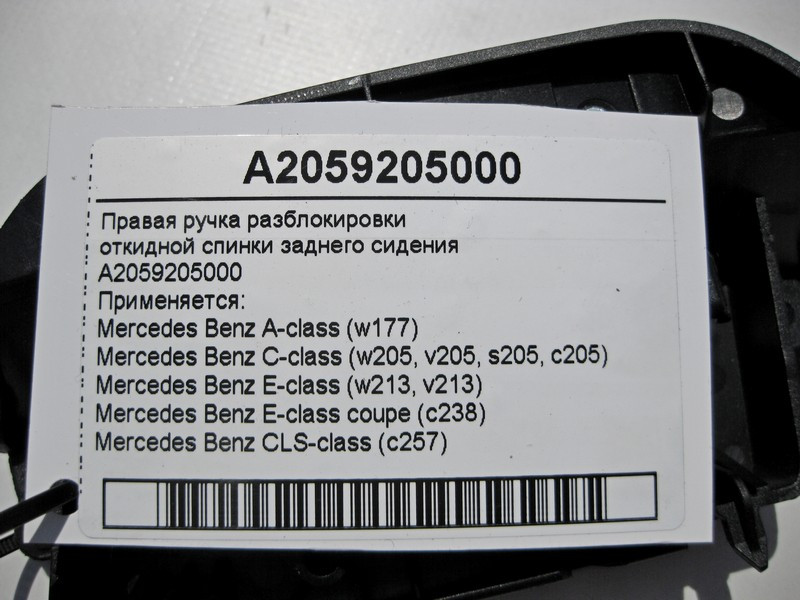 A2059205000
Правая ручка разблокировки
откидной спинки заднего сидения
A2059205000
Применяется:
Mercedes Benz A-class (w177)
Mercedes Benz C-class (w205, v205, s205, c205)
Mercedes Benz E-class (w213, v213)
Mercedes Benz E-class coupe (c238)
Mercedes Benz CLS-class (c257)